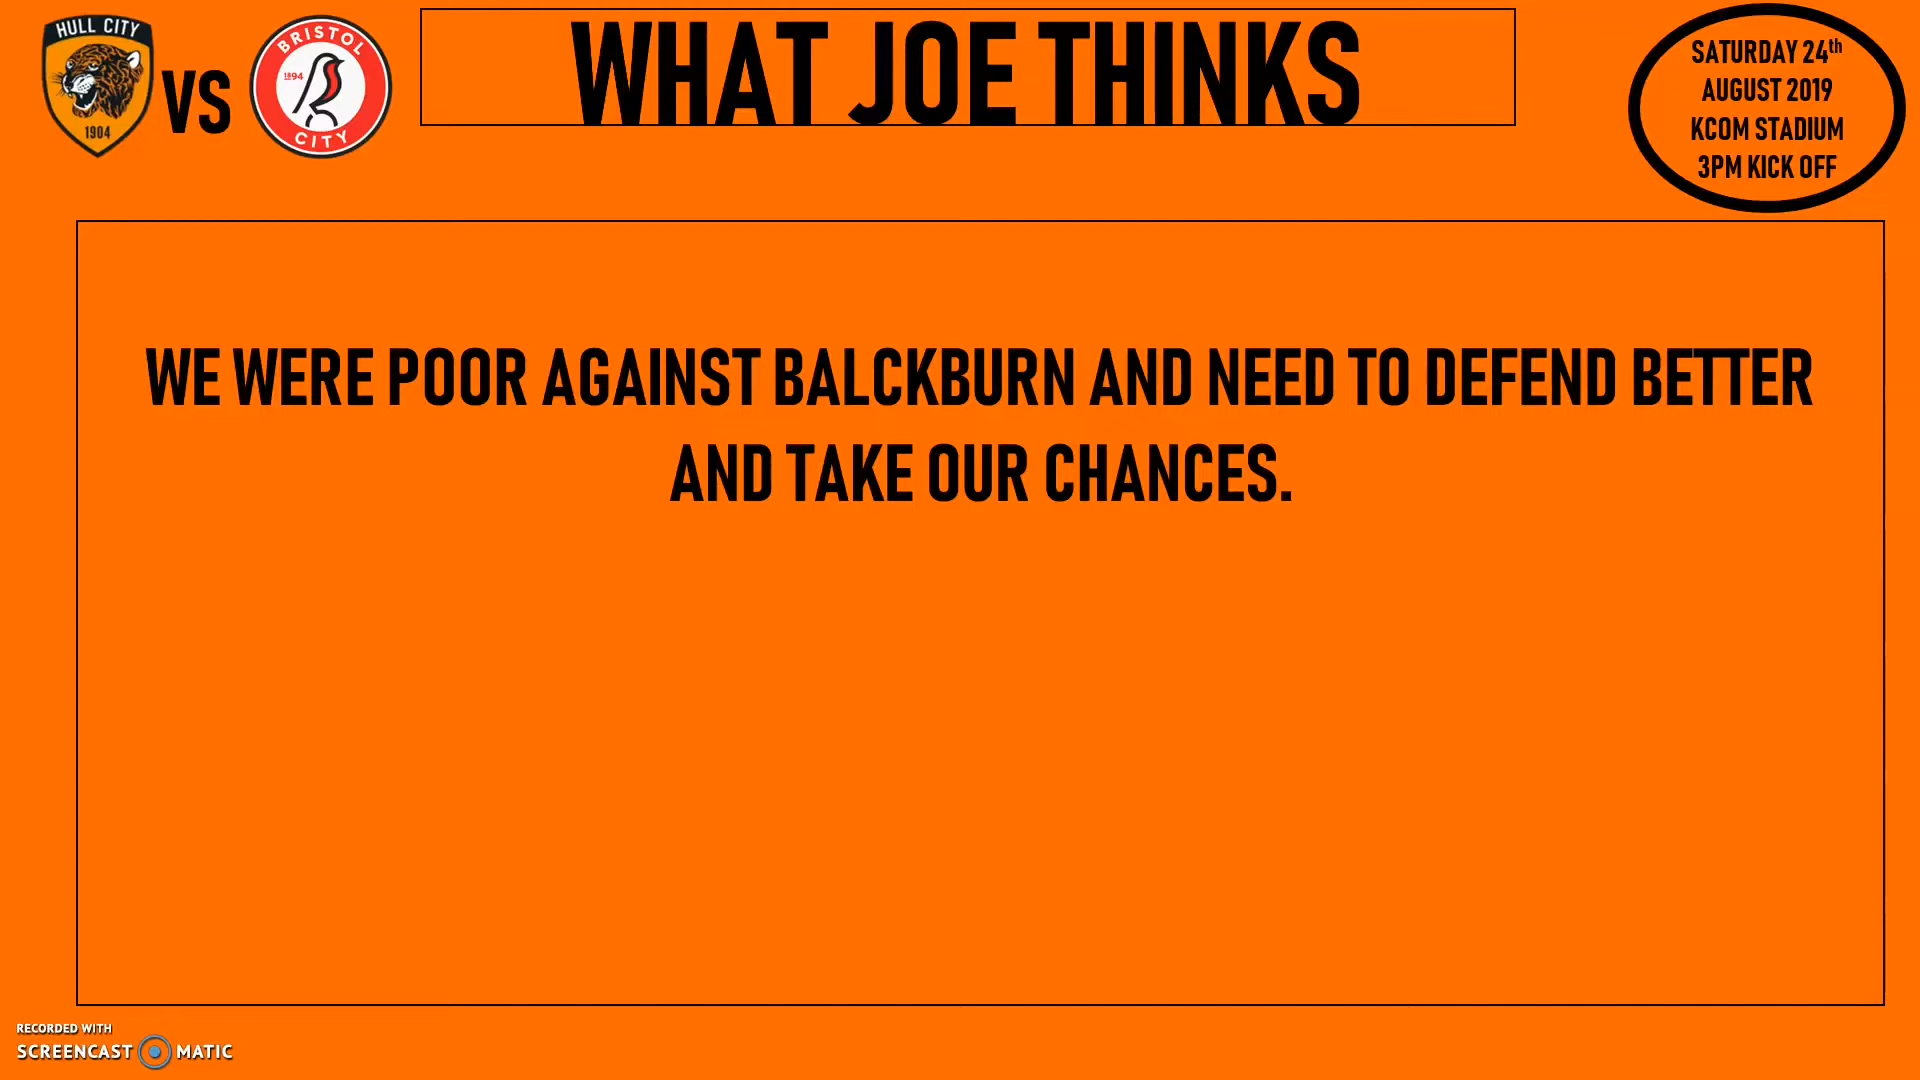 HULL CITY
1904
VS
BRISTOL
1894
CITY
WHAT JOE THINKS
SATURDAY 24th
AUGUST 2019
KCOM STADIUM
3PM KICK OFF
WE WERE POOR AGAINST BALCKBURN AND NEED TO DEFEND BETTER
AND TAKE OUR CHANCES.
RECORDED WITH
SCREENCAST MATIC